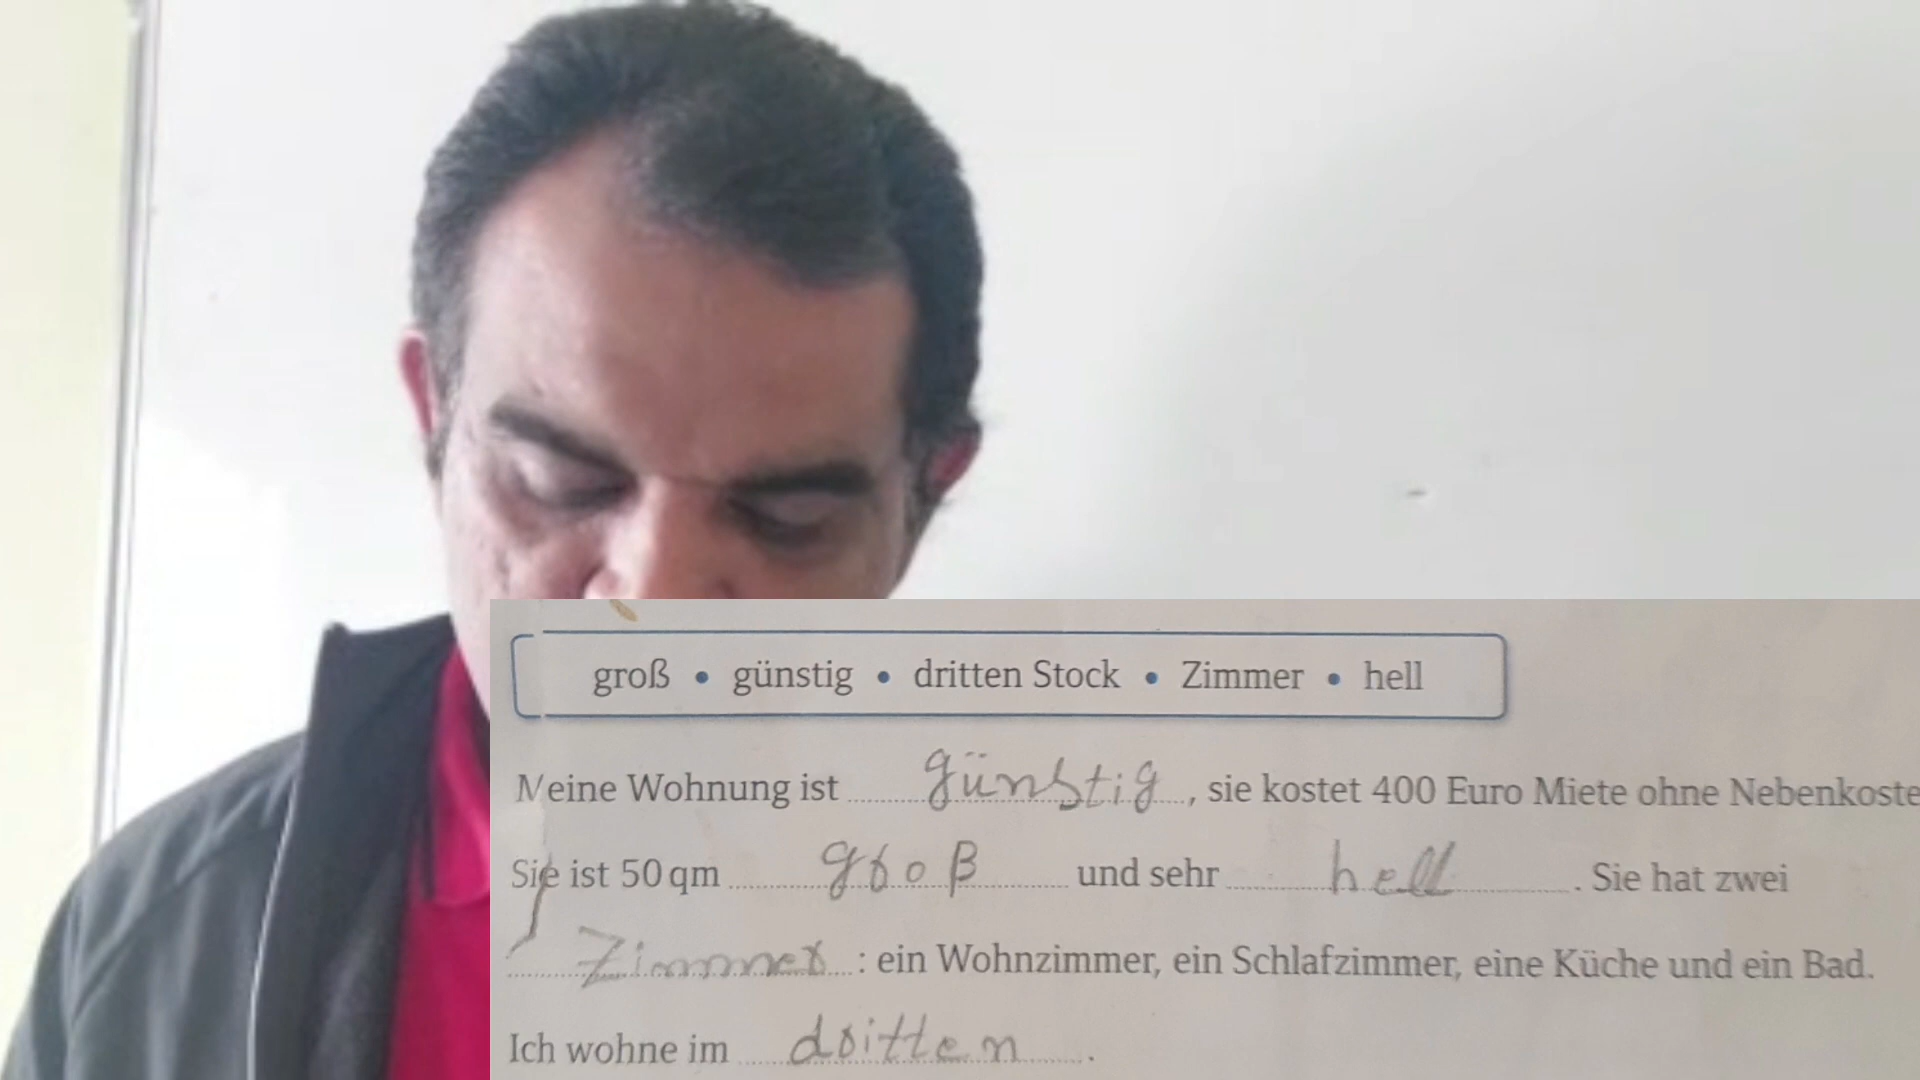 groß • günstig • dritten Stock • Zimmer • hell
Meine Wohnung ist günstig, sie kostet 400 Euro Miete ohne Nebenkoste
Sie ist 50 qm groß und sehr hell. Sie hat zwei
Zimmer: ein Wohnzimmer, ein Schlafzimmer, eine Küche und ein Bad.
Ich wohne im dritten.